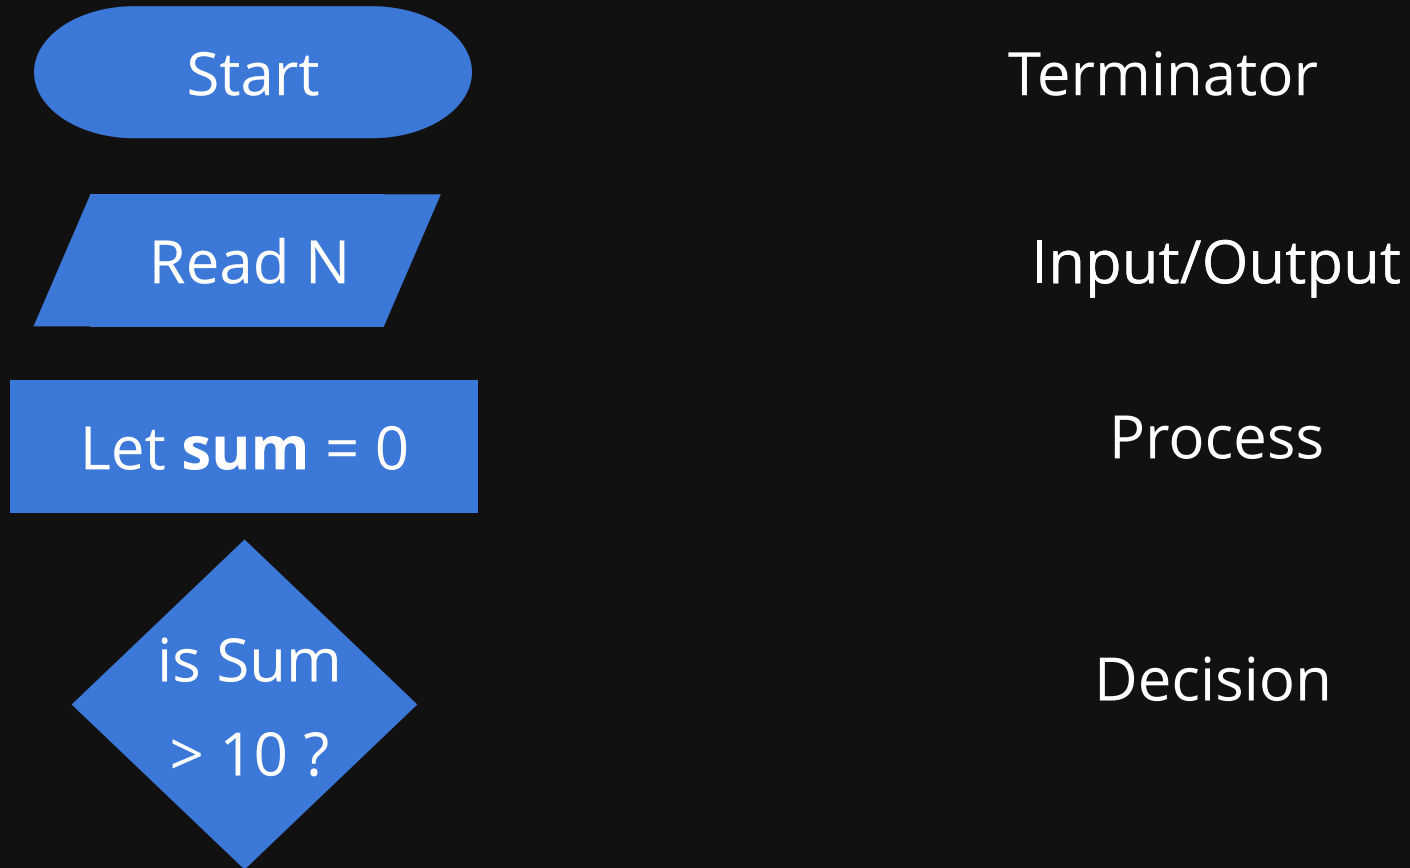 Start
Terminator
Read N
Input/Output
Let sum = 0
Process
is Sum
> 10 ?
Decision